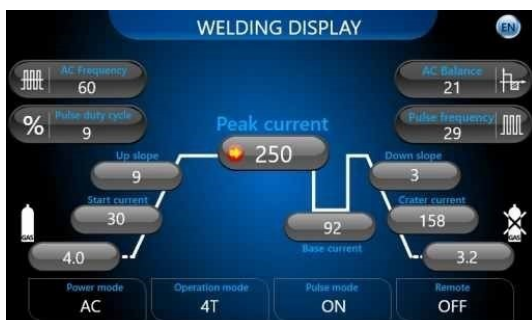 WELDING DISPLAY
EN
AC Frequency
60
AC Balance
21
%
Pulse duty cycle
9
Pulse frequency
29
Peak current
250
Up slope
9
Down slope
3
Start current
30
Crater current
158
92
Base current
GAS
4.0
GAS
3.2
Power mode
AC
Operation mode
4T
Pulse mode
ON
Remote
OFF